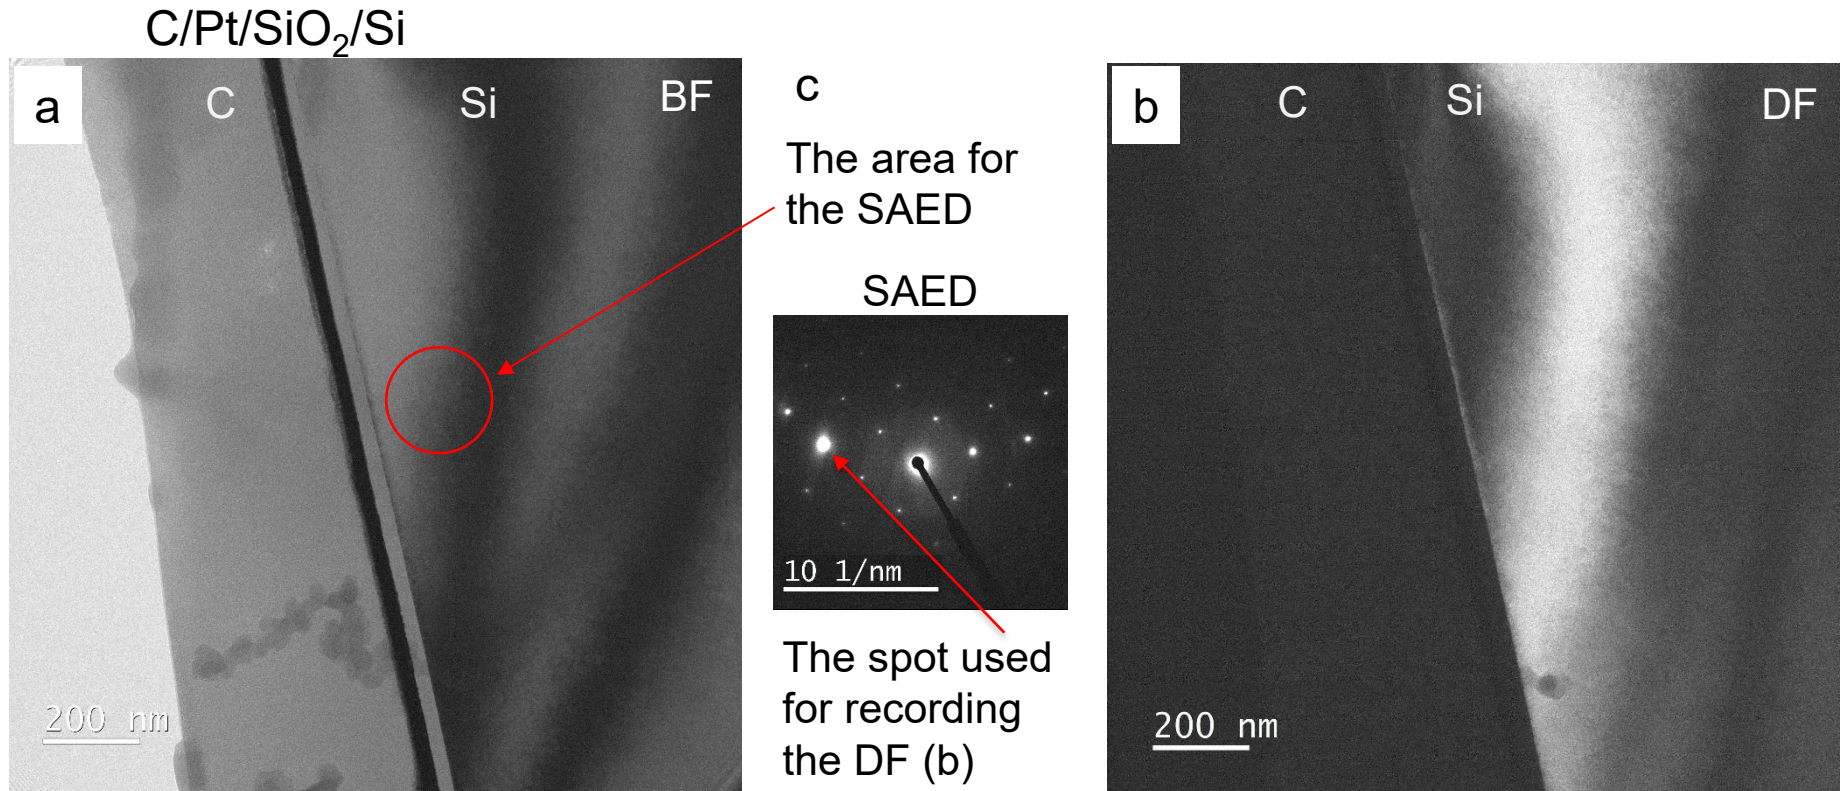 C/Pt/SiO₂/Si
a
C
Si
BF
200 nm
c
The area for
the SAED
SAED
10 1/nm
The spot used
for recording
the DF (b)
b
C
Si
DF
200 nm